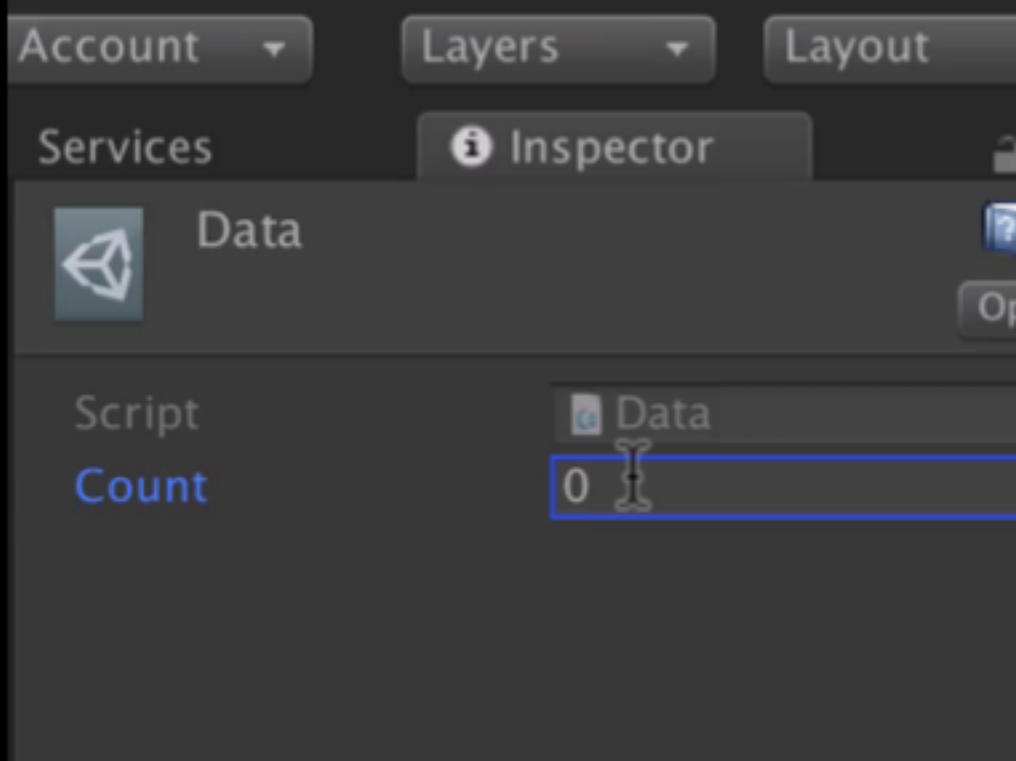 Account Layers Layout
Services Inspector
Data
?
Script Data
Count 0